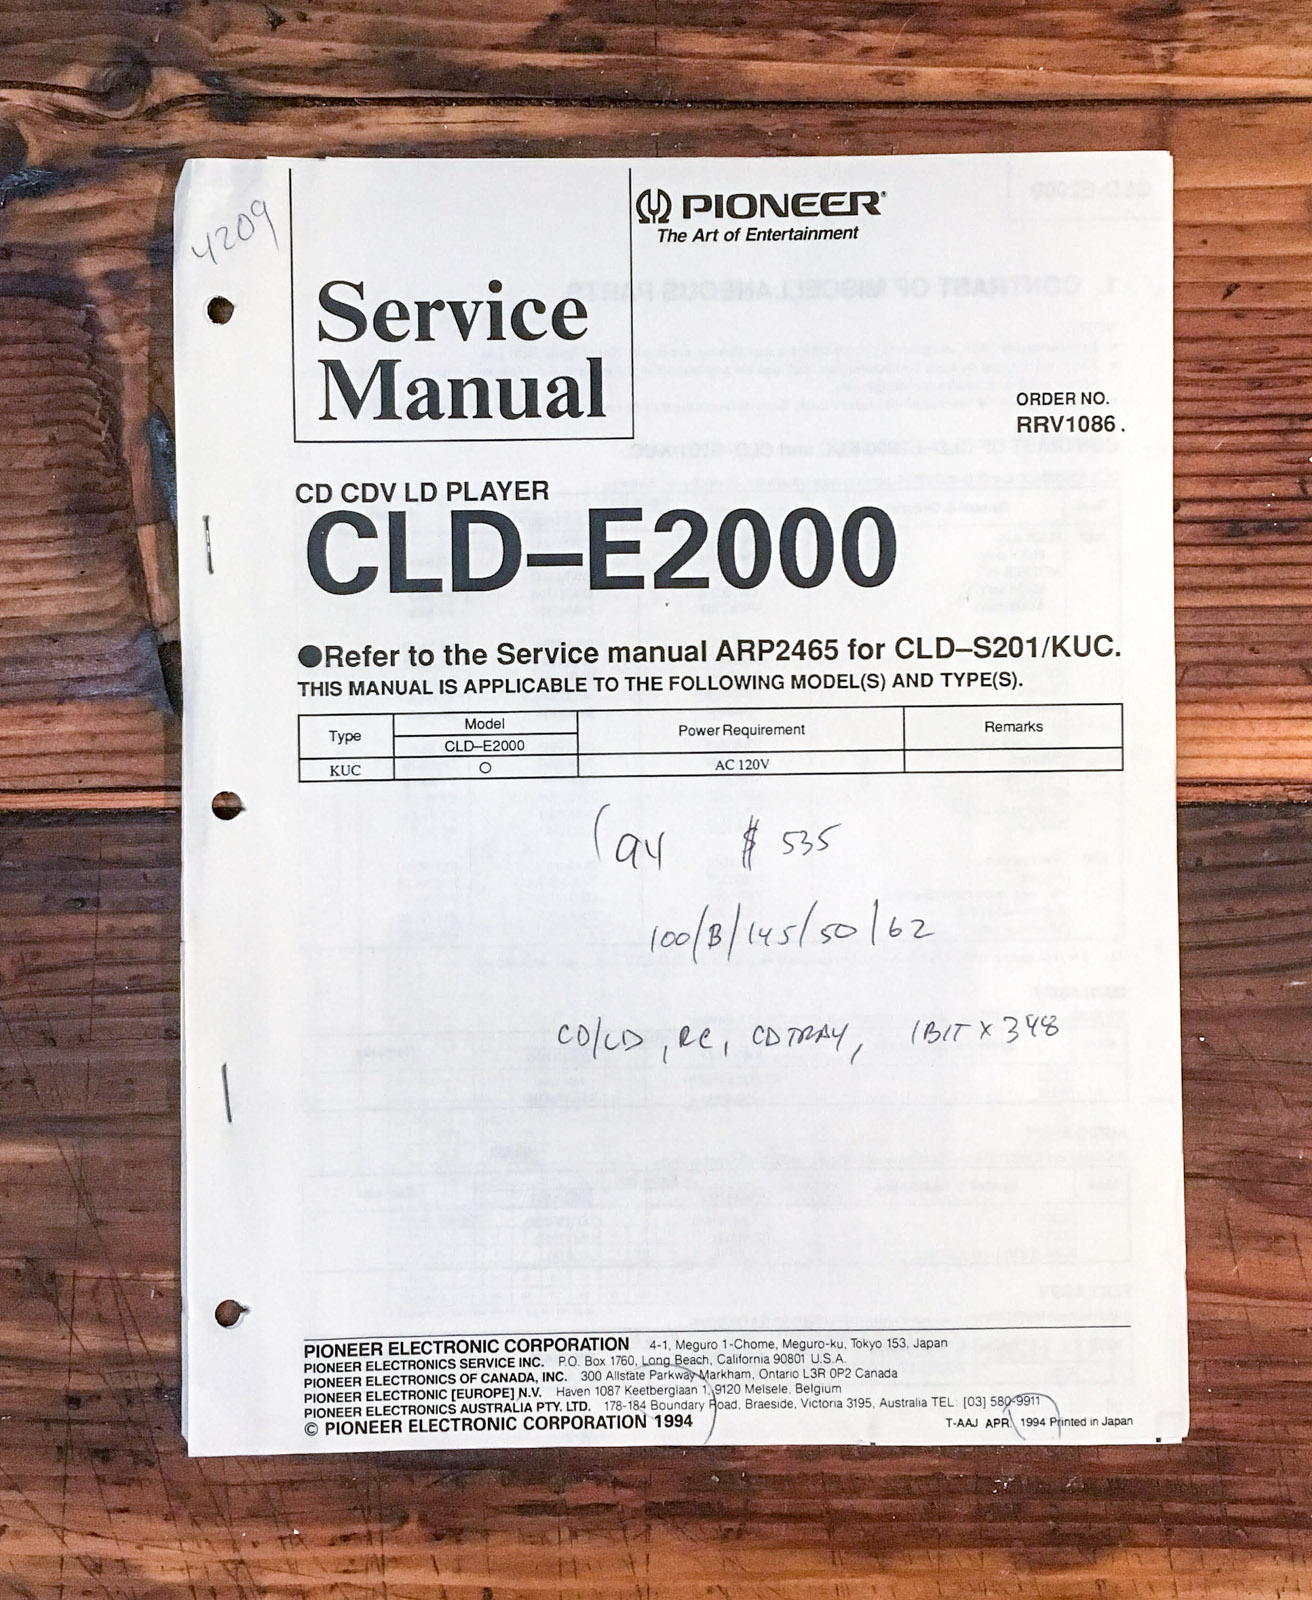 4209
PIONEER®
The Art of Entertainment
Service
Manual
ORDER NO.
RRV1086.
CD CDV LD PLAYER
CLD–E2000
●Refer to the Service manual ARP2465 for CLD–S201/KUC.
THIS MANUAL IS APPLICABLE TO THE FOLLOWING MODEL(S) AND TYPE(S).
Type Model Power Requirement Remarks
CLD–E2000
KUC ○ AC 120V
94 $ 535
100/B/145/50/62
CD/LD, RC, CD TRAY, 1BIT x 348
PIONEER ELECTRONIC CORPORATION 4-1, Meguro 1-Chome, Meguro-ku, Tokyo 153, Japan
PIONEER ELECTRONICS SERVICE INC. P.O. Box 1760, Long Beach, California 90801 U.S.A.
PIONEER ELECTRONICS OF CANADA, INC. 300 Allstate Parkway Markham, Ontario L3R 0P2 Canada
PIONEER ELECTRONIC [EUROPE] N.V. Haven 1087 Keetberglaan 1, 9120 Melsele, Belgium
PIONEER ELECTRONICS AUSTRALIA PTY. LTD. 178-184 Boundary Road, Braeside, Victoria 3195, Australia TEL: [03] 580-9911
© PIONEER ELECTRONIC CORPORATION 1994
T-AAJ APR. 1994 Printed in Japan